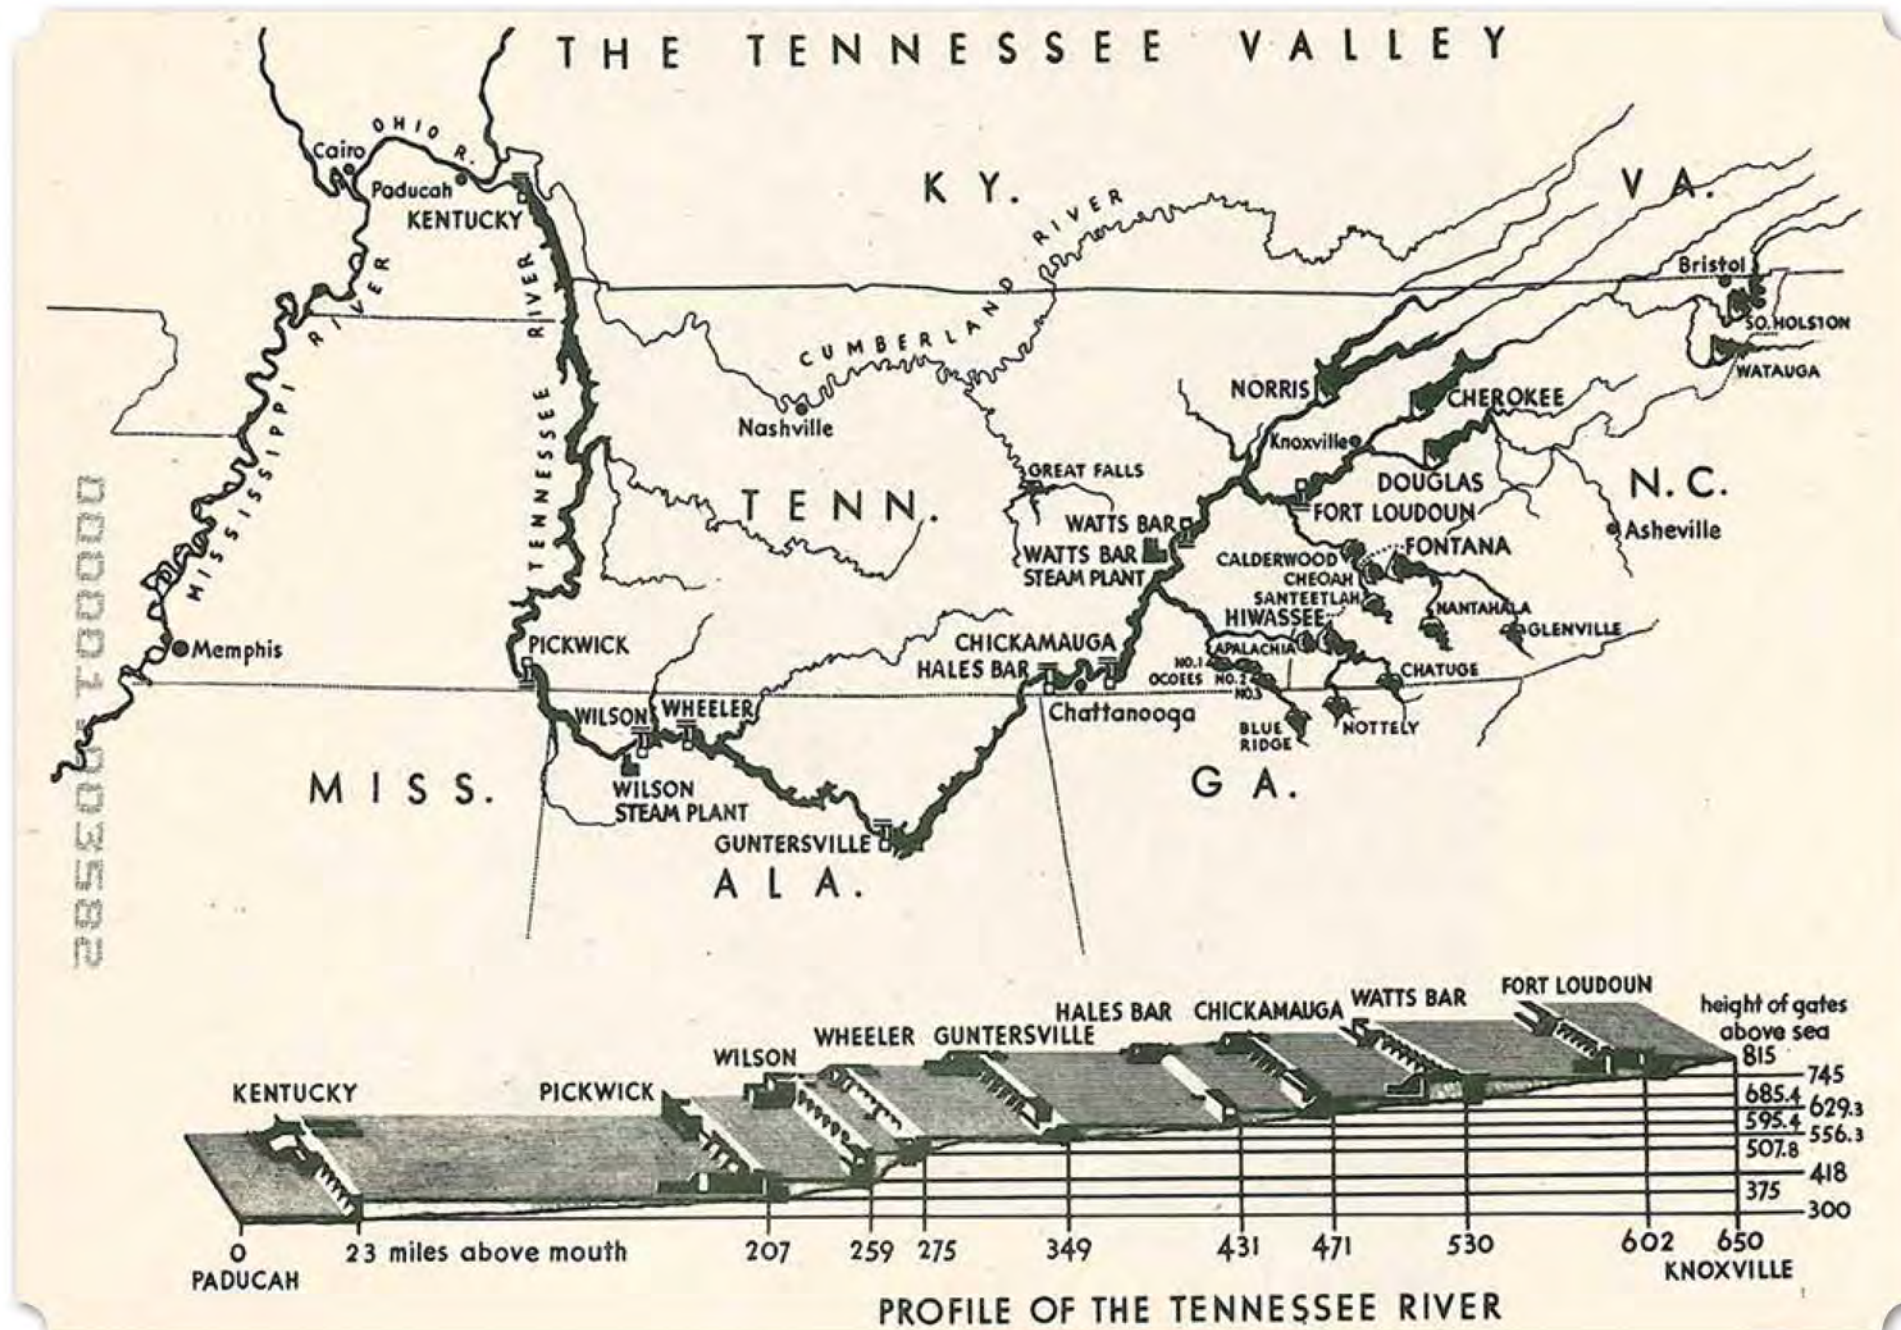 THE TENNESSEE VALLEY
OHIO R.
Cairo
Paducah
KENTUCKY
KY.
VA.
CUMBERLAND RIVER
MISSISSIPPI RIVER
TENNESSEE RIVER
Bristol
SO. HOLSTON
WATAUGA
NORRIS
CHEROKEE
Nashville
Knoxville
GREAT FALLS
DOUGLAS
N.C.
TENN.
FORT LOUDOUN
WATTS BAR
Asheville
WATTS BAR
STEAM PLANT
CALDERWOOD
FONTANA
CHEOAH
SANTEETLAH
HIWASSEE
NANTAHALA
GLENVILLE
Memphis
PICKWICK
CHICKAMAUGA
APALACHIA
HALES BAR
NO.1
OCOEES NO.2
NO.3
CHATUGE
Chattanooga
WILSON
WHEELER
BLUE
RIDGE
NOTTELY
MISS.
WILSON
STEAM PLANT
GA.
GUNTERSVILLE
ALA.
000001-003582
FORT LOUDOUN
WATTS BAR
HALES BAR
CHICKAMAUGA
height of gates
above sea
WHEELER
GUNTERSVILLE
WILSON
KENTUCKY
PICKWICK
815
745
685.4
629.3
595.4
556.3
507.8
418
375
300
0 23 miles above mouth 207 259 275 349 431 471 530 602 650
PADUCAH KNOXVILLE
PROFILE OF THE TENNESSEE RIVER